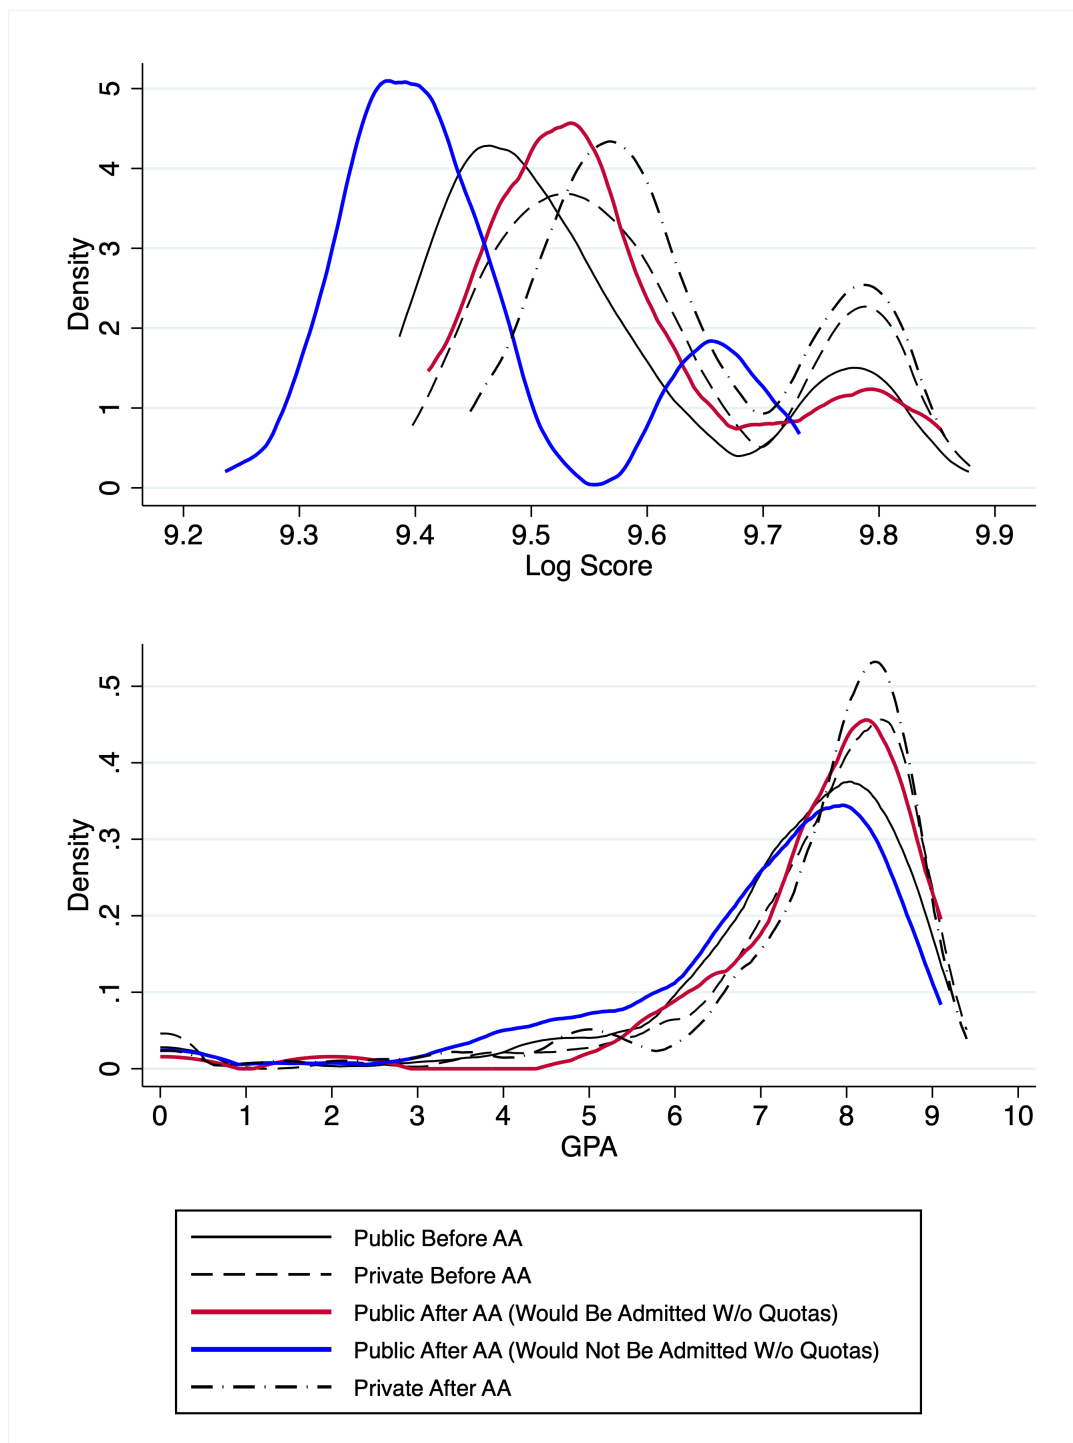 5
4
3
2
1
0
Density
9.2 9.3 9.4 9.5 9.6 9.7 9.8 9.9
Log Score
.5
.4
.3
.2
.1
0
Density
0 1 2 3 4 5 6 7 8 9 10
GPA
Public Before AA
Private Before AA
Public After AA (Would Be Admitted W/o Quotas)
Public After AA (Would Not Be Admitted W/o Quotas)
Private After AA